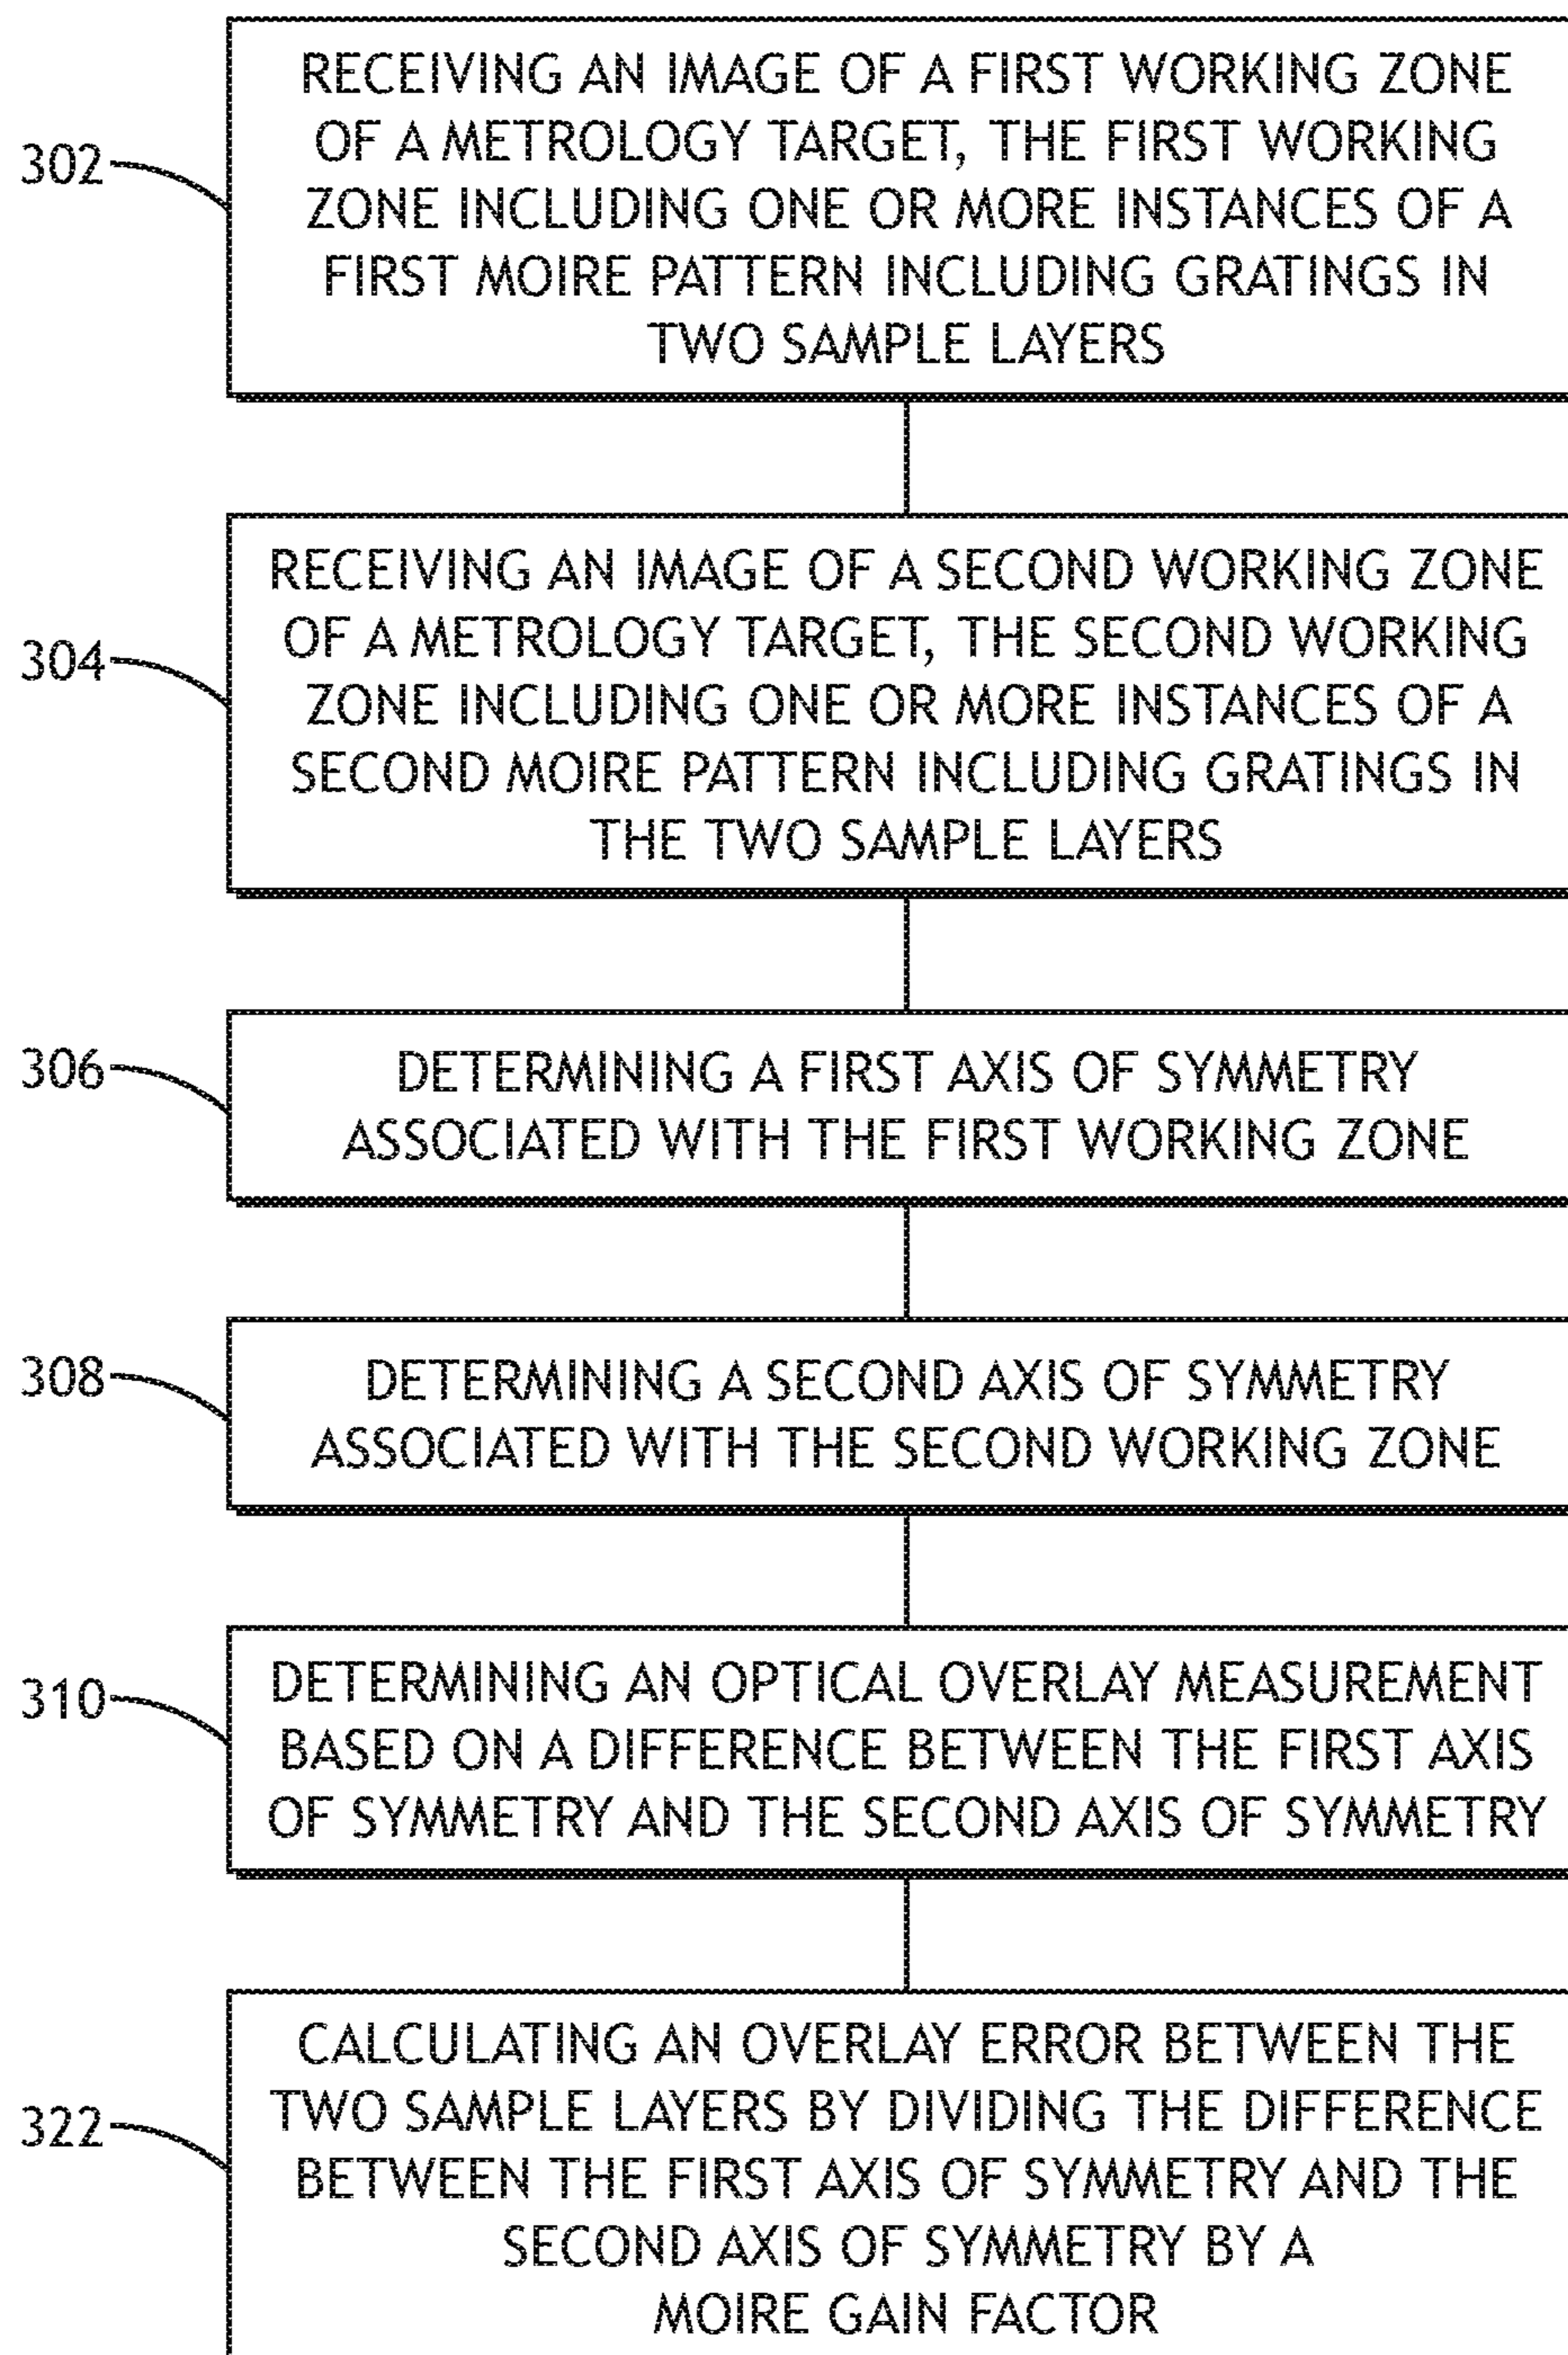 RECEIVING AN IMAGE OF A FIRST WORKING ZONE
OF A METROLOGY TARGET, THE FIRST WORKING
302
ZONE INCLUDING ONE OR MORE INSTANCES OF A
FIRST MOIRE PATTERN INCLUDING GRATINGS IN
TWO SAMPLE LAYERS
RECEIVING AN IMAGE OF A SECOND WORKING ZONE
OF A METROLOGY TARGET, THE SECOND WORKING
304
ZONE INCLUDING ONE OR MORE INSTANCES OF A
SECOND MOIRE PATTERN INCLUDING GRATINGS IN
THE TWO SAMPLE LAYERS
306
DETERMINING A FIRST AXIS OF SYMMETRY
ASSOCIATED WITH THE FIRST WORKING ZONE
308
DETERMINING A SECOND AXIS OF SYMMETRY
ASSOCIATED WITH THE SECOND WORKING ZONE
310
DETERMINING AN OPTICAL OVERLAY MEASUREMENT
BASED ON A DIFFERENCE BETWEEN THE FIRST AXIS
OF SYMMETRY AND THE SECOND AXIS OF SYMMETRY
CALCULATING AN OVERLAY ERROR BETWEEN THE
TWO SAMPLE LAYERS BY DIVIDING THE DIFFERENCE
322
BETWEEN THE FIRST AXIS OF SYMMETRY AND THE
SECOND AXIS OF SYMMETRY BY A
MOIRE GAIN FACTOR